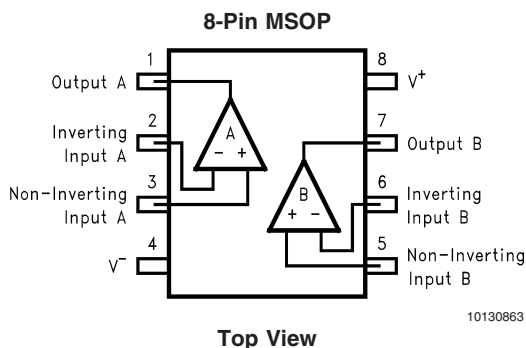 8-Pin MSOP
1
Output A
2
Inverting
Input A
3
Non-Inverting
Input A
4
V⁻
A
− +
B
+ −
8
V⁺
7
Output B
6
Inverting
Input B
5
Non-Inverting
Input B
10130863
Top View